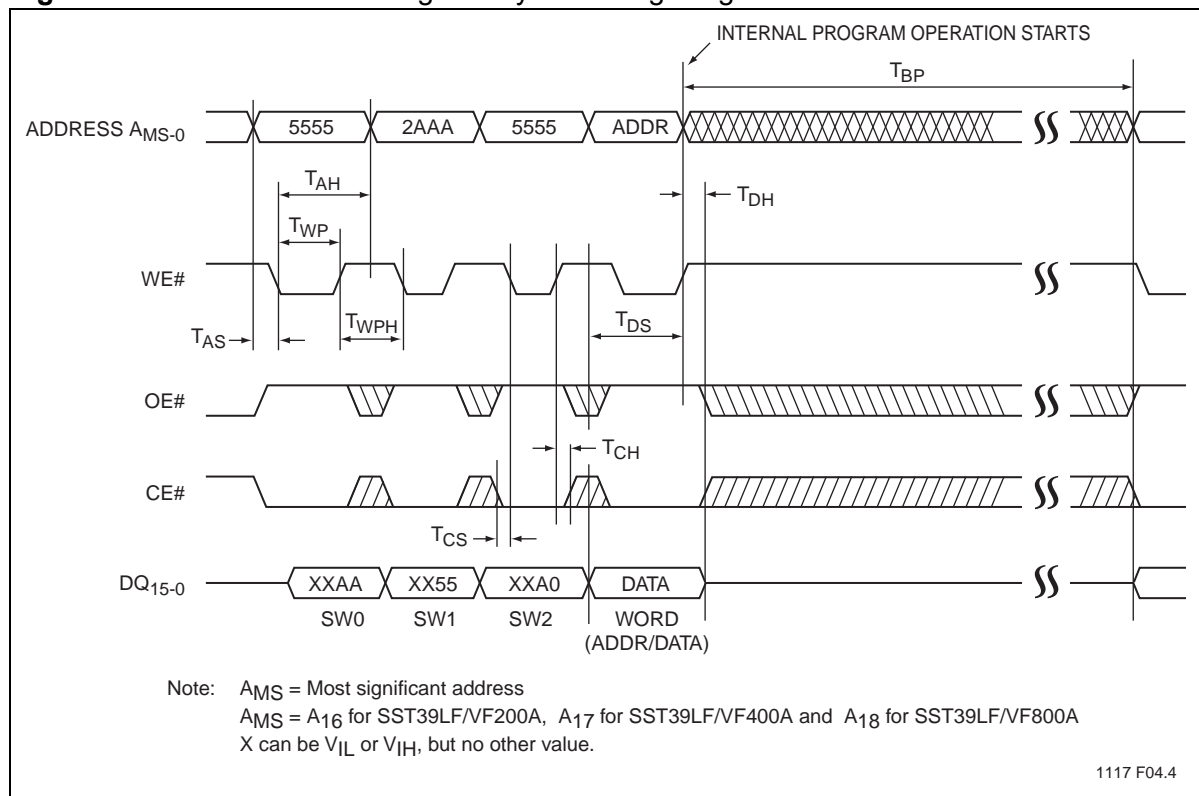 INTERNAL PROGRAM OPERATION STARTS
TBP
ADDRESS AMS-0
5555
2AAA
5555
ADDR
TAH
TDH
TWP
WE#
TWPH
TDS
TAS
OE#
TCH
CE#
TCS
DQ15-0
XXAA
XX55
XXA0
DATA
SW0
SW1
SW2
WORD
(ADDR/DATA)
Note: AMS = Most significant address
AMS = A16 for SST39LF/VF200A, A17 for SST39LF/VF400A and A18 for SST39LF/VF800A
X can be VIL or VIH, but no other value.
1117 F04.4